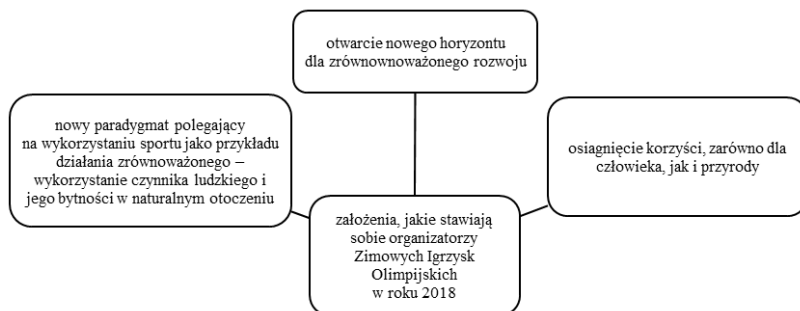 otwarcie nowego horyzontu
dla zrównownoważonego rozwoju
nowy paradygmat polegający
na wykorzystaniu sportu jako przykładu
działania zrównoważonego –
wykorzystanie czynnika ludzkiego i
jego bytności w naturalnym otoczeniu
osiagnięcie korzyści, zarówno dla
człowieka, jak i przyrody
założenia, jakie stawiają
sobie organizatorzy
Zimowych Igrzysk
Olimpijskich
w roku 2018